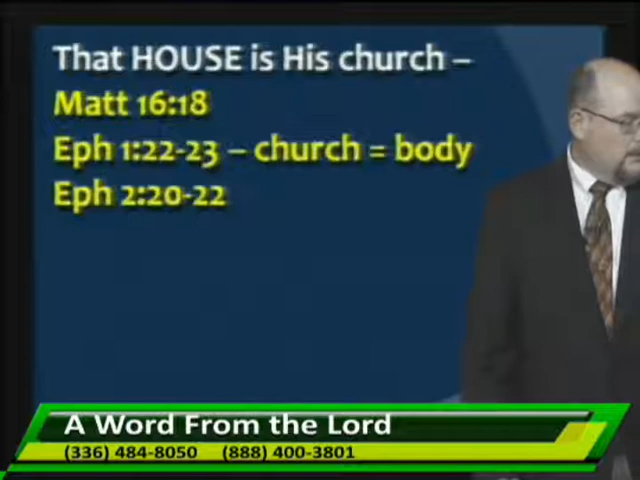 That HOUSE is His church –
Matt 16:18
Eph 1:22-23 – church = body
Eph 2:20-22
A Word From the Lord
(336) 484-8050 (888) 400-3801